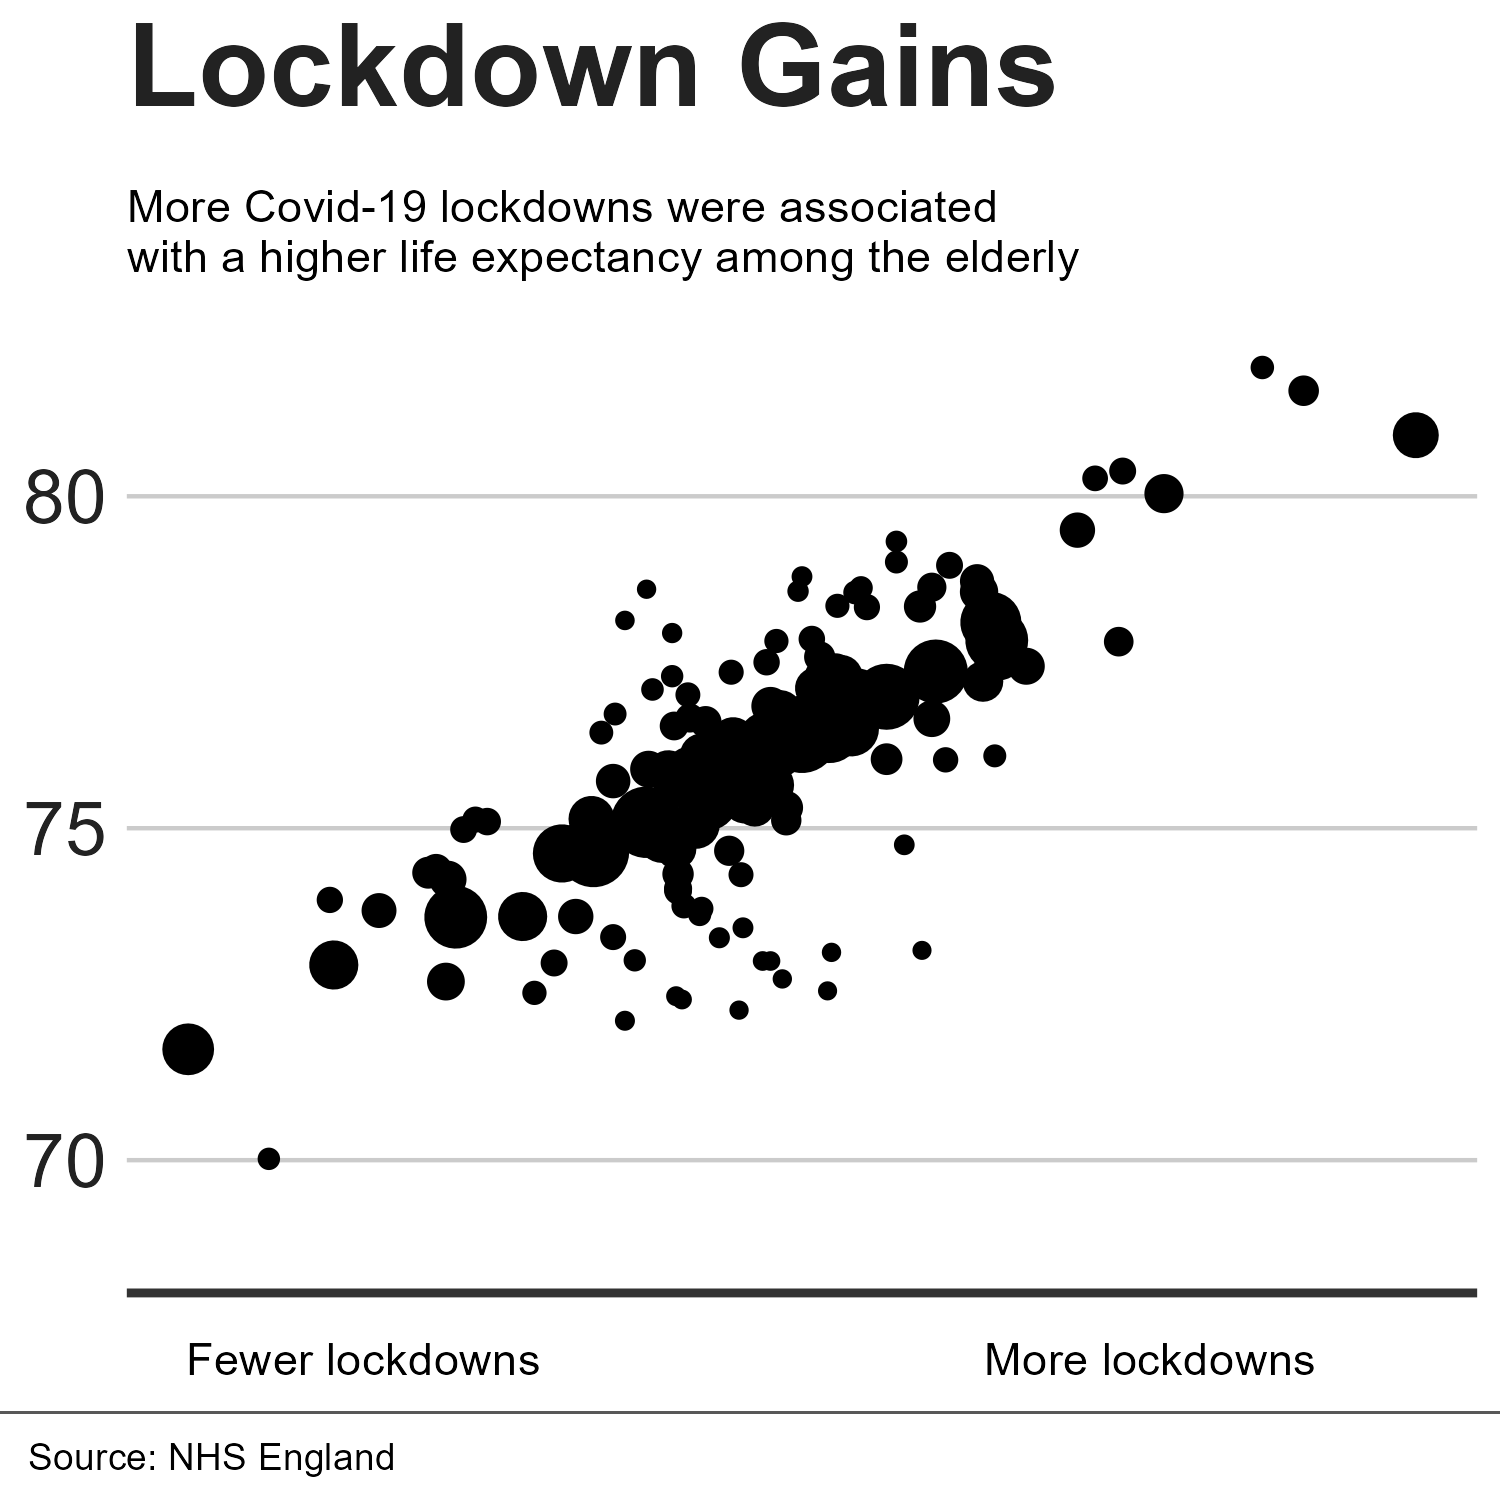 Lockdown Gains
More Covid-19 lockdowns were associated
with a higher life expectancy among the elderly
80
75
70
Fewer lockdowns More lockdowns
Source: NHS England